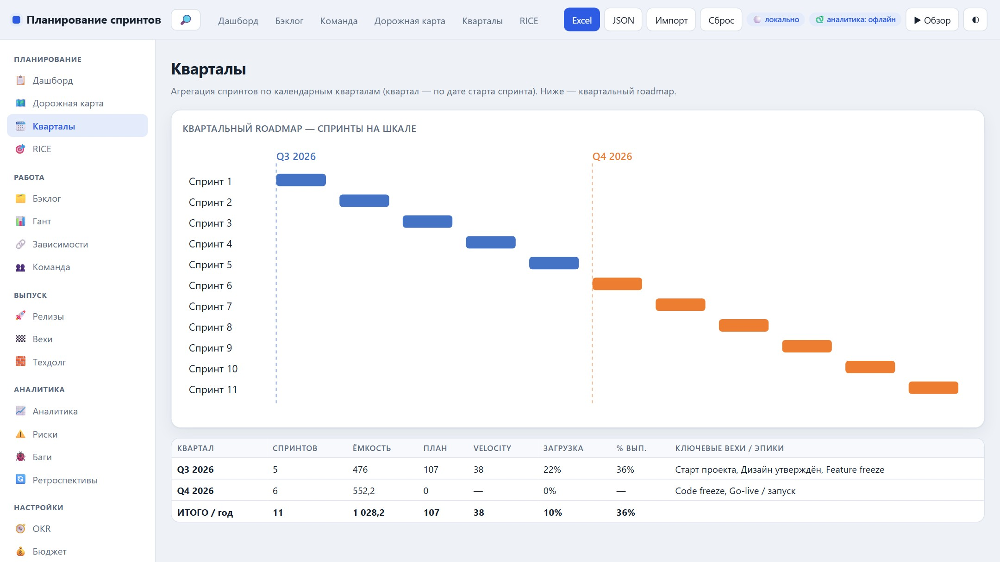 Планирование спринтов
Дашборд Бэклог Команда Дорожная карта Кварталы RICE
Excel JSON Импорт Сброс локально аналитика: офлайн ▶ Обзор
ПЛАНИРОВАНИЕ
Дашборд
Дорожная карта
Кварталы
RICE
РАБОТА
Бэклог
Гант
Зависимости
Команда
ВЫПУСК
Релизы
Вехи
Техдолг
АНАЛИТИКА
Аналитика
Риски
Баги
Ретроспективы
НАСТРОЙКИ
OKR
Бюджет
Кварталы
Агрегация спринтов по календарным кварталам (квартал — по дате старта спринта). Ниже — квартальный roadmap.
КВАРТАЛЬНЫЙ ROADMAP — СПРИНТЫ НА ШКАЛЕ
Q3 2026 Q4 2026
Спринт 1
Спринт 2
Спринт 3
Спринт 4
Спринт 5
Спринт 6
Спринт 7
Спринт 8
Спринт 9
Спринт 10
Спринт 11
КВАРТАЛ СПРИНТОВ ЁМКОСТЬ ПЛАН VELOCITY ЗАГРУЗКА % ВЫП. КЛЮЧЕВЫЕ ВЕХИ / ЭПИКИ
Q3 2026 5 476 107 38 22% 36% Старт проекта, Дизайн утверждён, Feature freeze
Q4 2026 6 552,2 0 — 0% — Code freeze, Go-live / запуск
ИТОГО / год 11 1 028,2 107 38 10% 36%